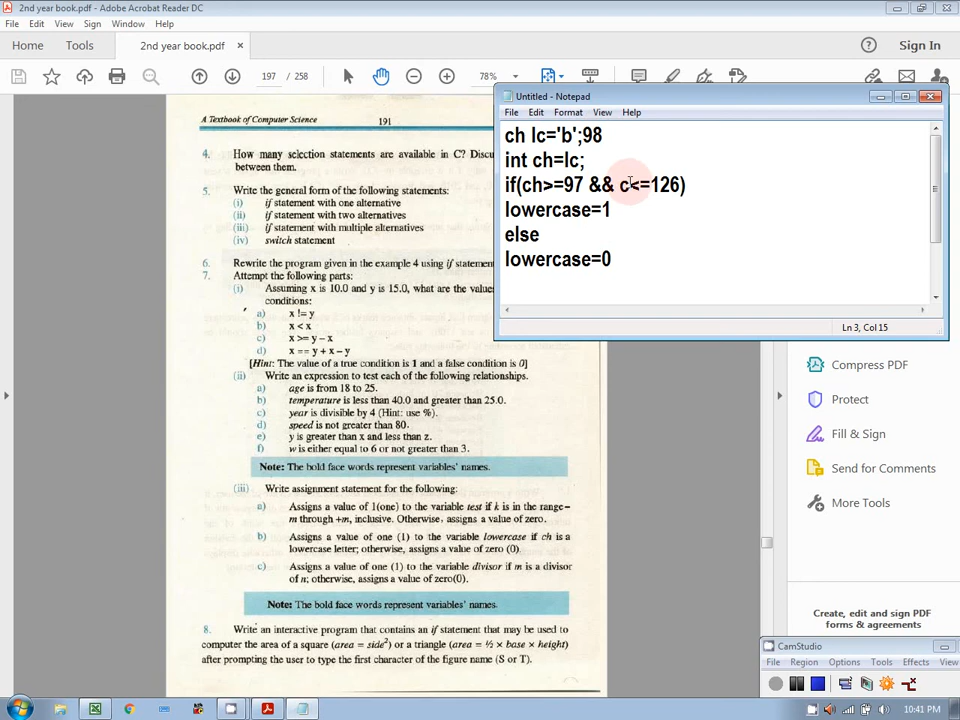 2nd year book.pdf - Adobe Acrobat Reader DC
File Edit View Sign Window Help
Home Tools 2nd year book.pdf × Sign In
197 / 258 78%
A Textbook of Computer Science 191
4. How many selection statements are available in C? Discu
between them.
5. Write the general form of the following statements:
(i) if statement with one alternative
(ii) if statement with two alternatives
(iii) if statement with multiple alternatives
(iv) switch statement
6. Rewrite the program given in the example 4 using if statem
7. Attempt the following parts:
(i) Assuming x is 10.0 and y is 15.0, what are the values
conditions:
a) x != y
b) x < x
c) x >= y – x
d) x == y + x – y
[Hint: The value of a true condition is 1 and a false condition is 0]
(ii) Write an expression to test each of the following relationships.
a) age is from 18 to 25.
b) temperature is less than 40.0 and greater than 25.0.
c) year is divisible by 4 (Hint: use %).
d) speed is not greater than 80.
e) y is greater than x and less than z.
f) w is either equal to 6 or not greater than 3.
Note: The bold face words represent variables' names.
(iii) Write assignment statement for the following:
a) Assigns a value of 1(one) to the variable test if k is in the range–
m through +m, inclusive. Otherwise, assigns a value of zero.
b) Assigns a value of one (1) to the variable lowercase if ch is a
lowercase letter; otherwise, assigns a value of zero (0).
c) Assigns a value of one (1) to the variable divisor if m is a divisor
of n; otherwise, assigns a value of zero(0).
Note: The bold face words represent variables' names.
8. Write an interactive program that contains an if statement that may be used to
computer the area of a square (area = side²) or a triangle (area = ½ × base × height)
after prompting the user to type the first character of the figure name (S or T).
Untitled - Notepad
File Edit Format View Help
ch lc='b';98
int ch=lc;
if(ch>=97 && c<=126)
lowercase=1
else
lowercase=0
Ln 3, Col 15
Compress PDF
Protect
Fill & Sign
Send for Comments
More Tools
Create, edit and sign PDF
forms & agreements
CamStudio
File Region Options Tools Effects View
10:41 PM